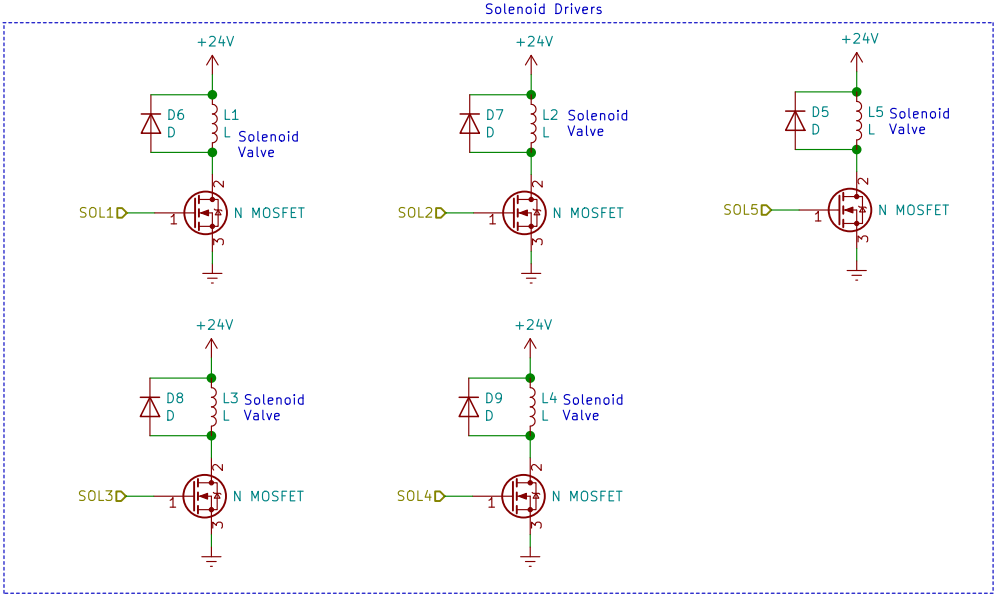 Solenoid Drivers
+24V
D6
D
L1
L
Solenoid
Valve
2
SOL1
1
N MOSFET
3
+24V
D7
D
L2
L
Solenoid
Valve
2
SOL2
1
N MOSFET
3
+24V
D5
D
L5
L
Solenoid
Valve
2
SOL5
1
N MOSFET
3
+24V
D8
D
L3
L
Solenoid
Valve
2
SOL3
1
N MOSFET
3
+24V
D9
D
L4
L
Solenoid
Valve
2
SOL4
1
N MOSFET
3